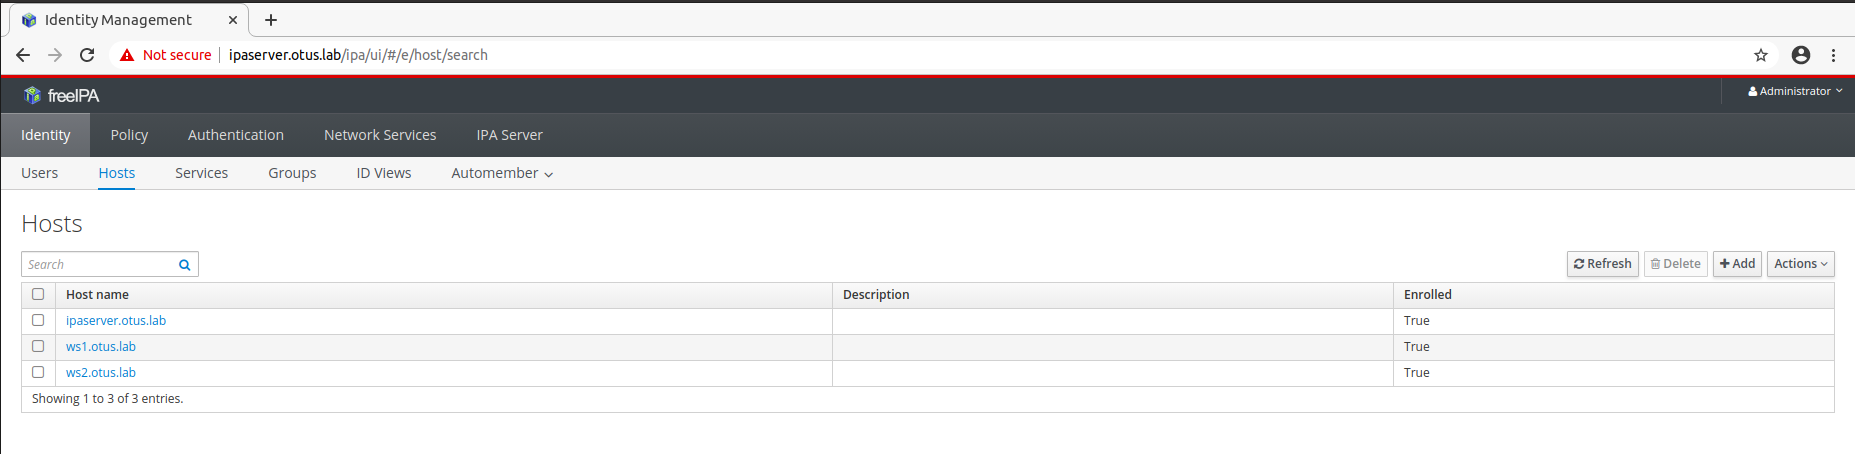 Identity Management
Not secure ipaserver.otus.lab/ipa/ui/#/e/host/search
freeIPA Administrator
Identity Policy Authentication Network Services IPA Server
Users Hosts Services Groups ID Views Automember
Hosts
Search Refresh Delete Add Actions
Host name Description Enrolled
ipaserver.otus.lab True
ws1.otus.lab True
ws2.otus.lab True
Showing 1 to 3 of 3 entries.